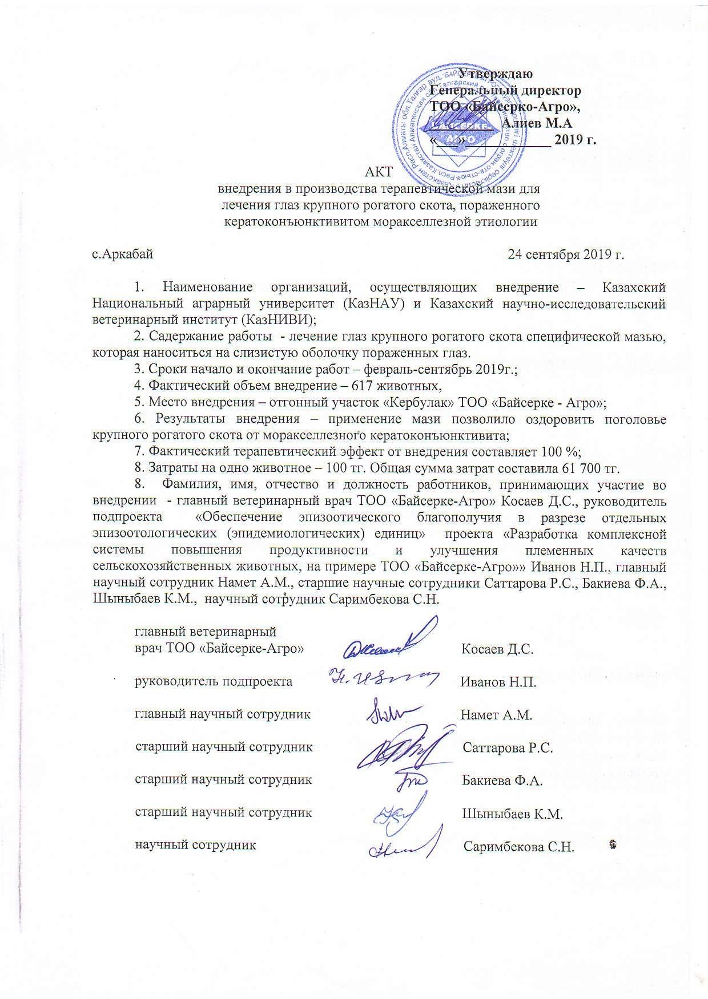 Утверждаю
Генеральный директор
ТОО «Байсерко-Агро»,
_________ Алиев М.А
«___»____________ 2019 г.
БАЙСЕРКЕ
АГРО
АКТ
внедрения в производства терапевтической мази для
лечения глаз крупного рогатого скота, пораженного
кератоконъюнктивитом моракселлезной этиологии
с.Аркабай 24 сентября 2019 г.
1. Наименование организаций, осуществляющих внедрение – Казахский
Национальный аграрный университет (КазНАУ) и Казахский научно-исследовательский
ветеринарный институт (КазНИВИ);
2. Садержание работы - лечение глаз крупного рогатого скота специфической мазью,
которая наноситься на слизистую оболочку пораженных глаз.
3. Сроки начало и окончание работ – февраль-сентябрь 2019г.;
4. Фактический объем внедрение – 617 животных,
5. Место внедрения – отгонный участок «Кербулак» ТОО «Байсерке - Агро»;
6. Результаты внедрения – применение мази позволило оздоровить поголовье
крупного рогатого скота от моракселлезного кератоконъюнктивита;
7. Фактический терапевтический эффект от внедрения составляет 100 %;
8. Затраты на одно животное – 100 тг. Общая сумма затрат составила 61 700 тг.
8. Фамилия, имя, отчество и должность работников, принимающих участие во
внедрении - главный ветеринарный врач ТОО «Байсерке-Агро» Косаев Д.С., руководитель
подпроекта «Обеспечение эпизоотического благополучия в разрезе отдельных
эпизоотологических (эпидемиологических) единиц» проекта «Разработка комплексной
системы повышения продуктивности и улучшения племенных качеств
сельскохозяйственных животных, на примере ТОО «Байсерке-Агро»» Иванов Н.П., главный
научный сотрудник Намет А.М., старшие научные сотрудники Саттарова Р.С., Бакиева Ф.А.,
Шыныбаев К.М., научный сотрудник Саримбекова С.Н.
главный ветеринарный
врач ТОО «Байсерке-Агро» Косаев Д.С.
руководитель подпроекта Иванов Н.П.
главный научный сотрудник Намет А.М.
старший научный сотрудник Саттарова Р.С.
старший научный сотрудник Бакиева Ф.А.
старший научный сотрудник Шыныбаев К.М.
научный сотрудник Саримбекова С.Н.